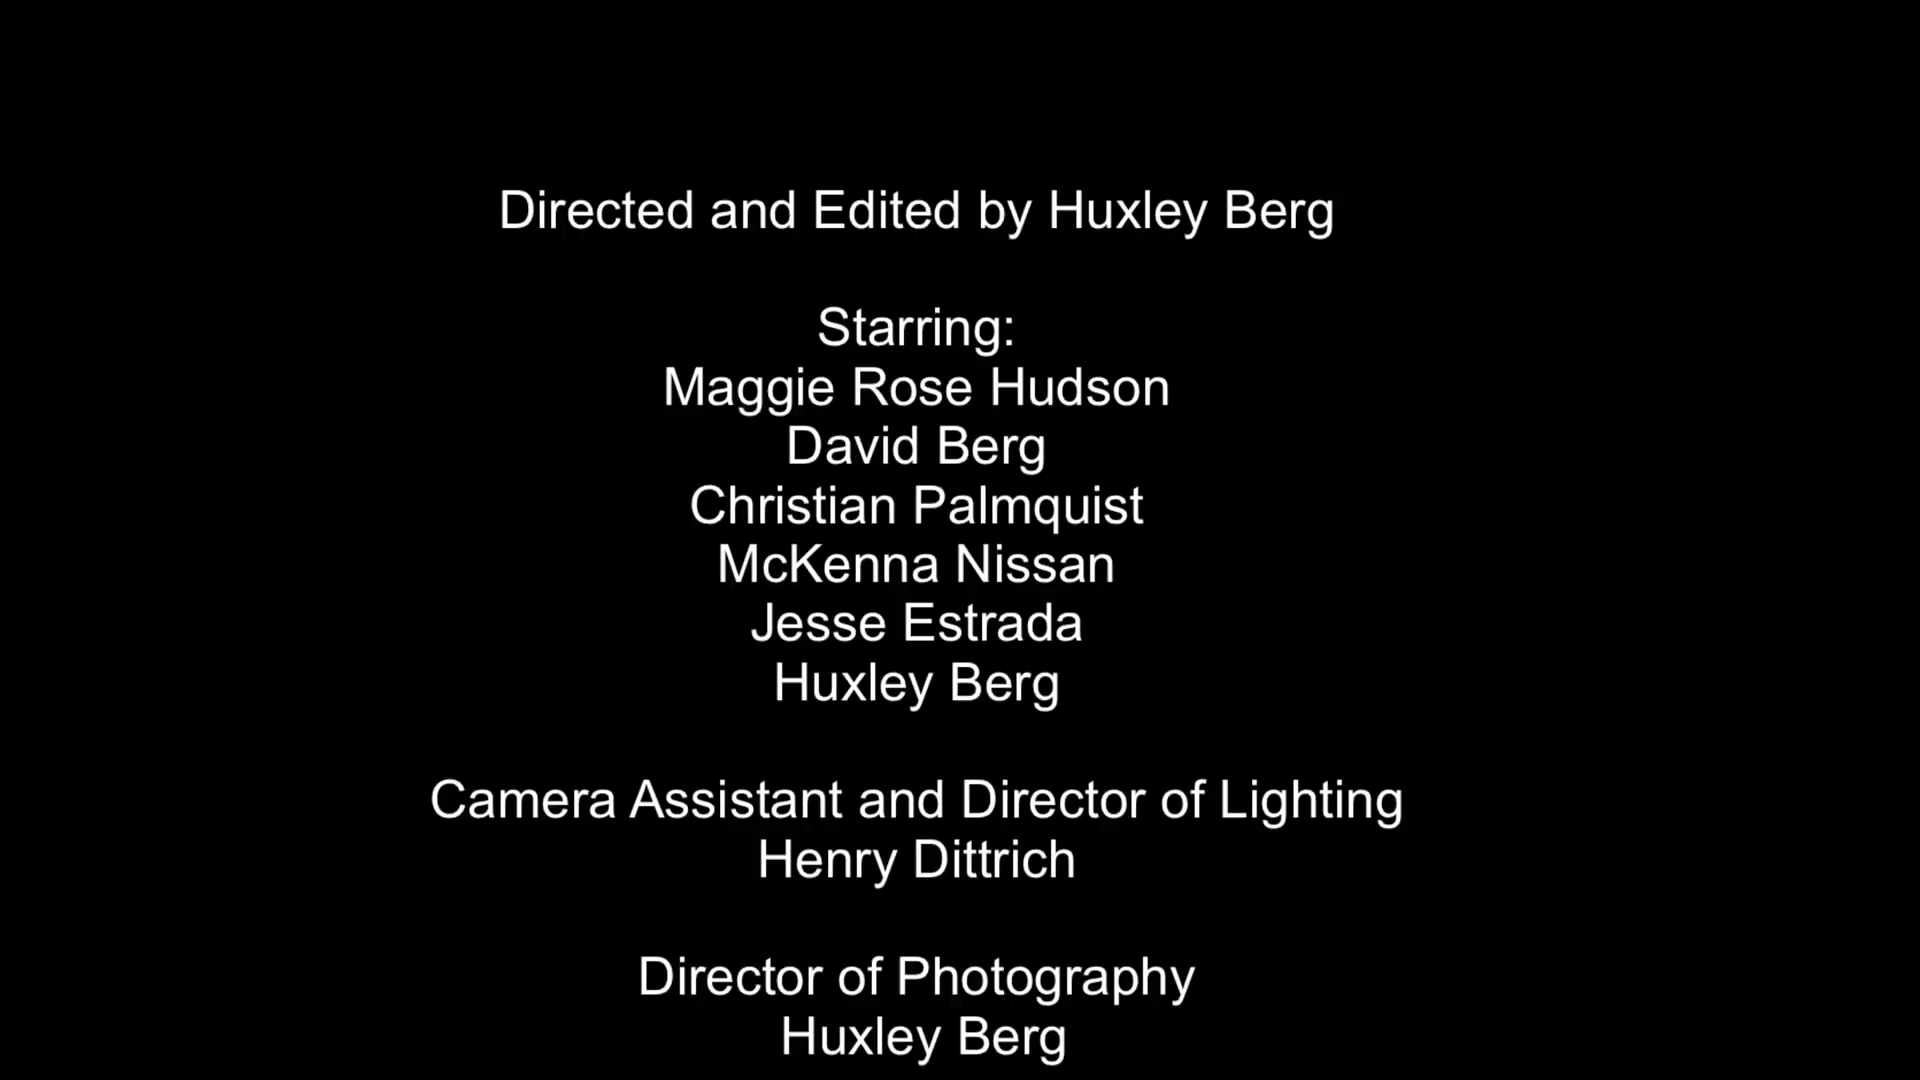 Directed and Edited by Huxley Berg
Starring:
Maggie Rose Hudson
David Berg
Christian Palmquist
McKenna Nissan
Jesse Estrada
Huxley Berg
Camera Assistant and Director of Lighting
Henry Dittrich
Director of Photography
Huxley Berg